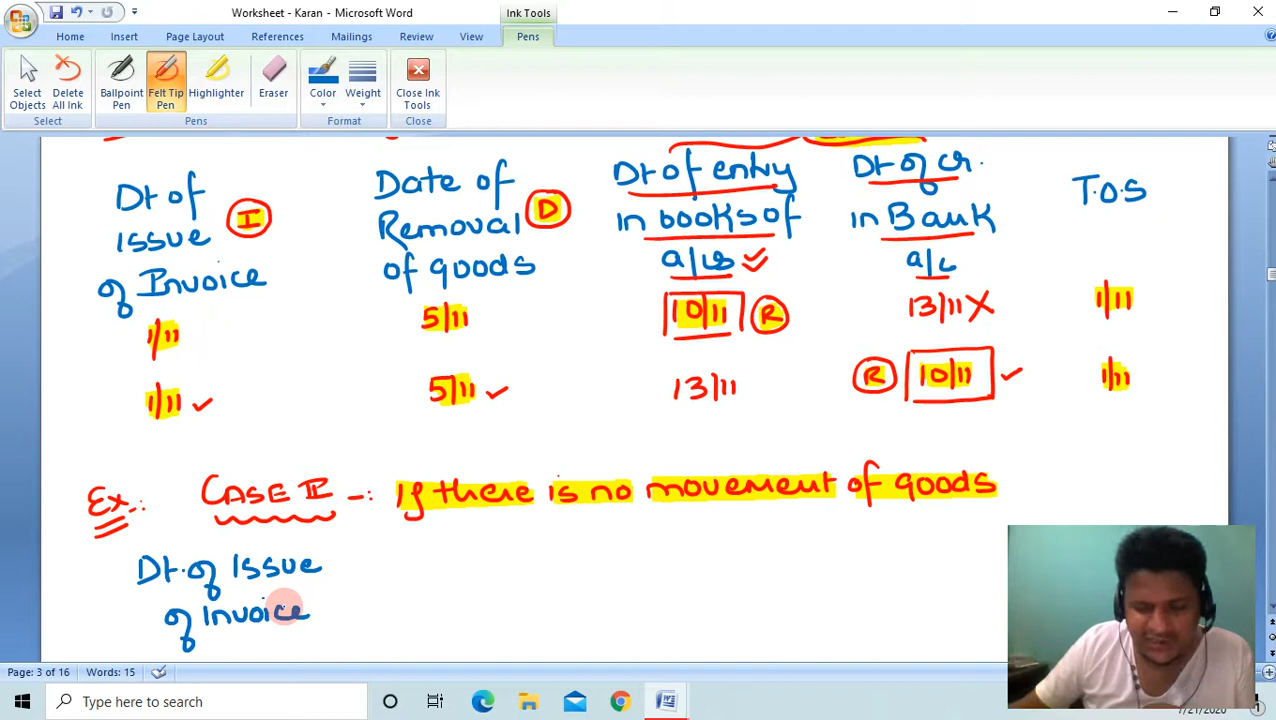 Worksheet - Karan - Microsoft Word
Ink Tools
Home
Insert
Page Layout
References
Mailings
Review
View
Pens
Select Objects
Delete All Ink
Ballpoint Pen
Felt Tip Pen
Highlighter
Eraser
Color
Weight
Close Ink Tools
Select
Pens
Format
Close
Dt of issue of Invoice I
Date of Removal of goods D
Dt of entry in books of a/cs
Dt of cr. in Bank a/c
T.O.S
1/11 5/11 10/11 R 13/11 X 1/11
1/11 ✓ 5/11 ✓ 13/11 R 10/11 ✓ 1/11
Ex.: CASE II -: If there is no movement of goods
Dt. of Issue
of Invoice
Page: 3 of 16
Words: 15
Type here to search
7/21/2020